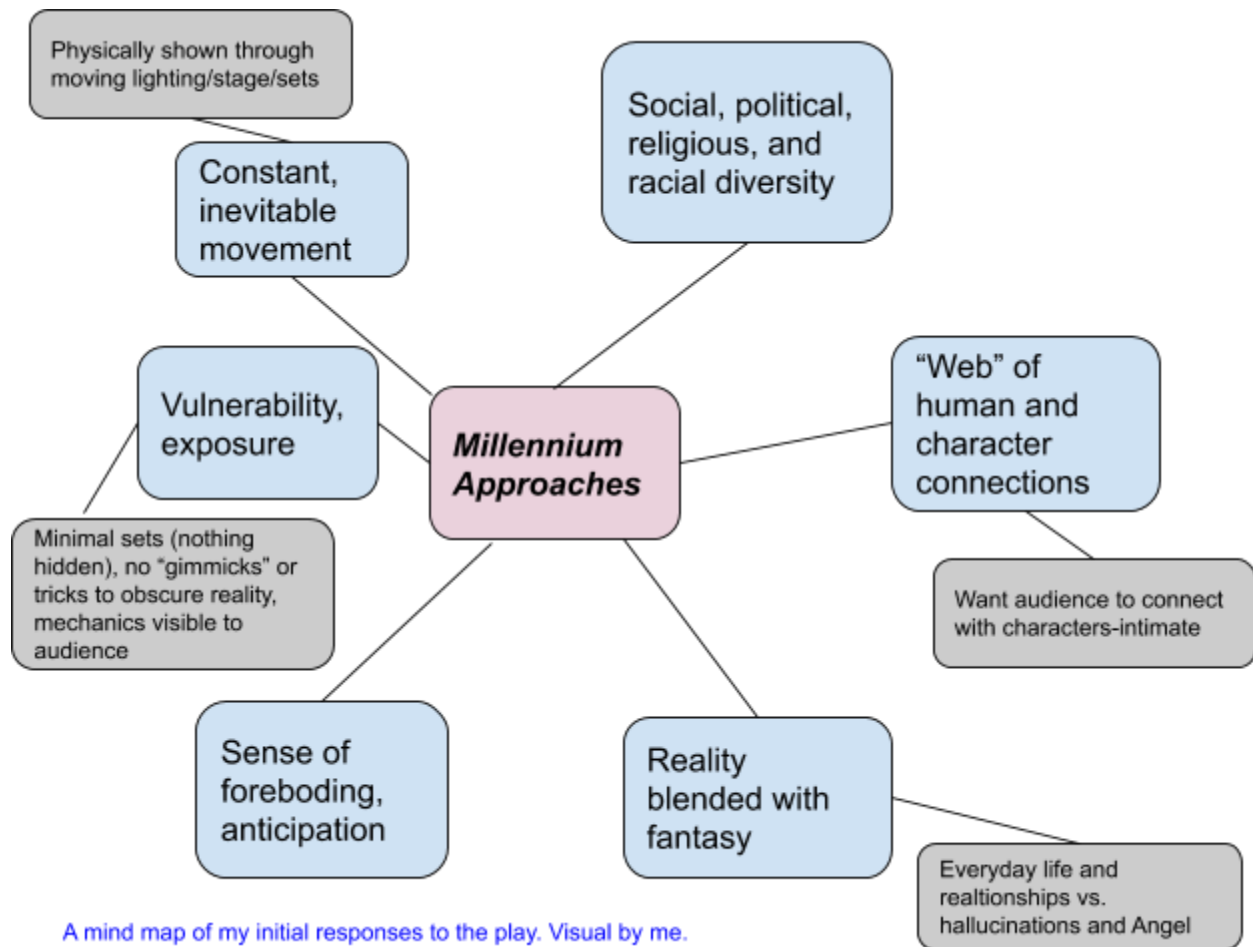 Physically shown through
moving lighting/stage/sets
Social, political,
religious, and
racial diversity
Constant,
inevitable
movement
“Web” of
human and
character
connections
Vulnerability,
exposure
Millennium
Approaches
Minimal sets (nothing
hidden), no “gimmicks” or
tricks to obscure reality,
mechanics visible to
audience
Want audience to connect
with characters-intimate
Sense of
foreboding,
anticipation
Reality
blended with
fantasy
Everyday life and
realtionships vs.
hallucinations and Angel
A mind map of my initial responses to the play. Visual by me.